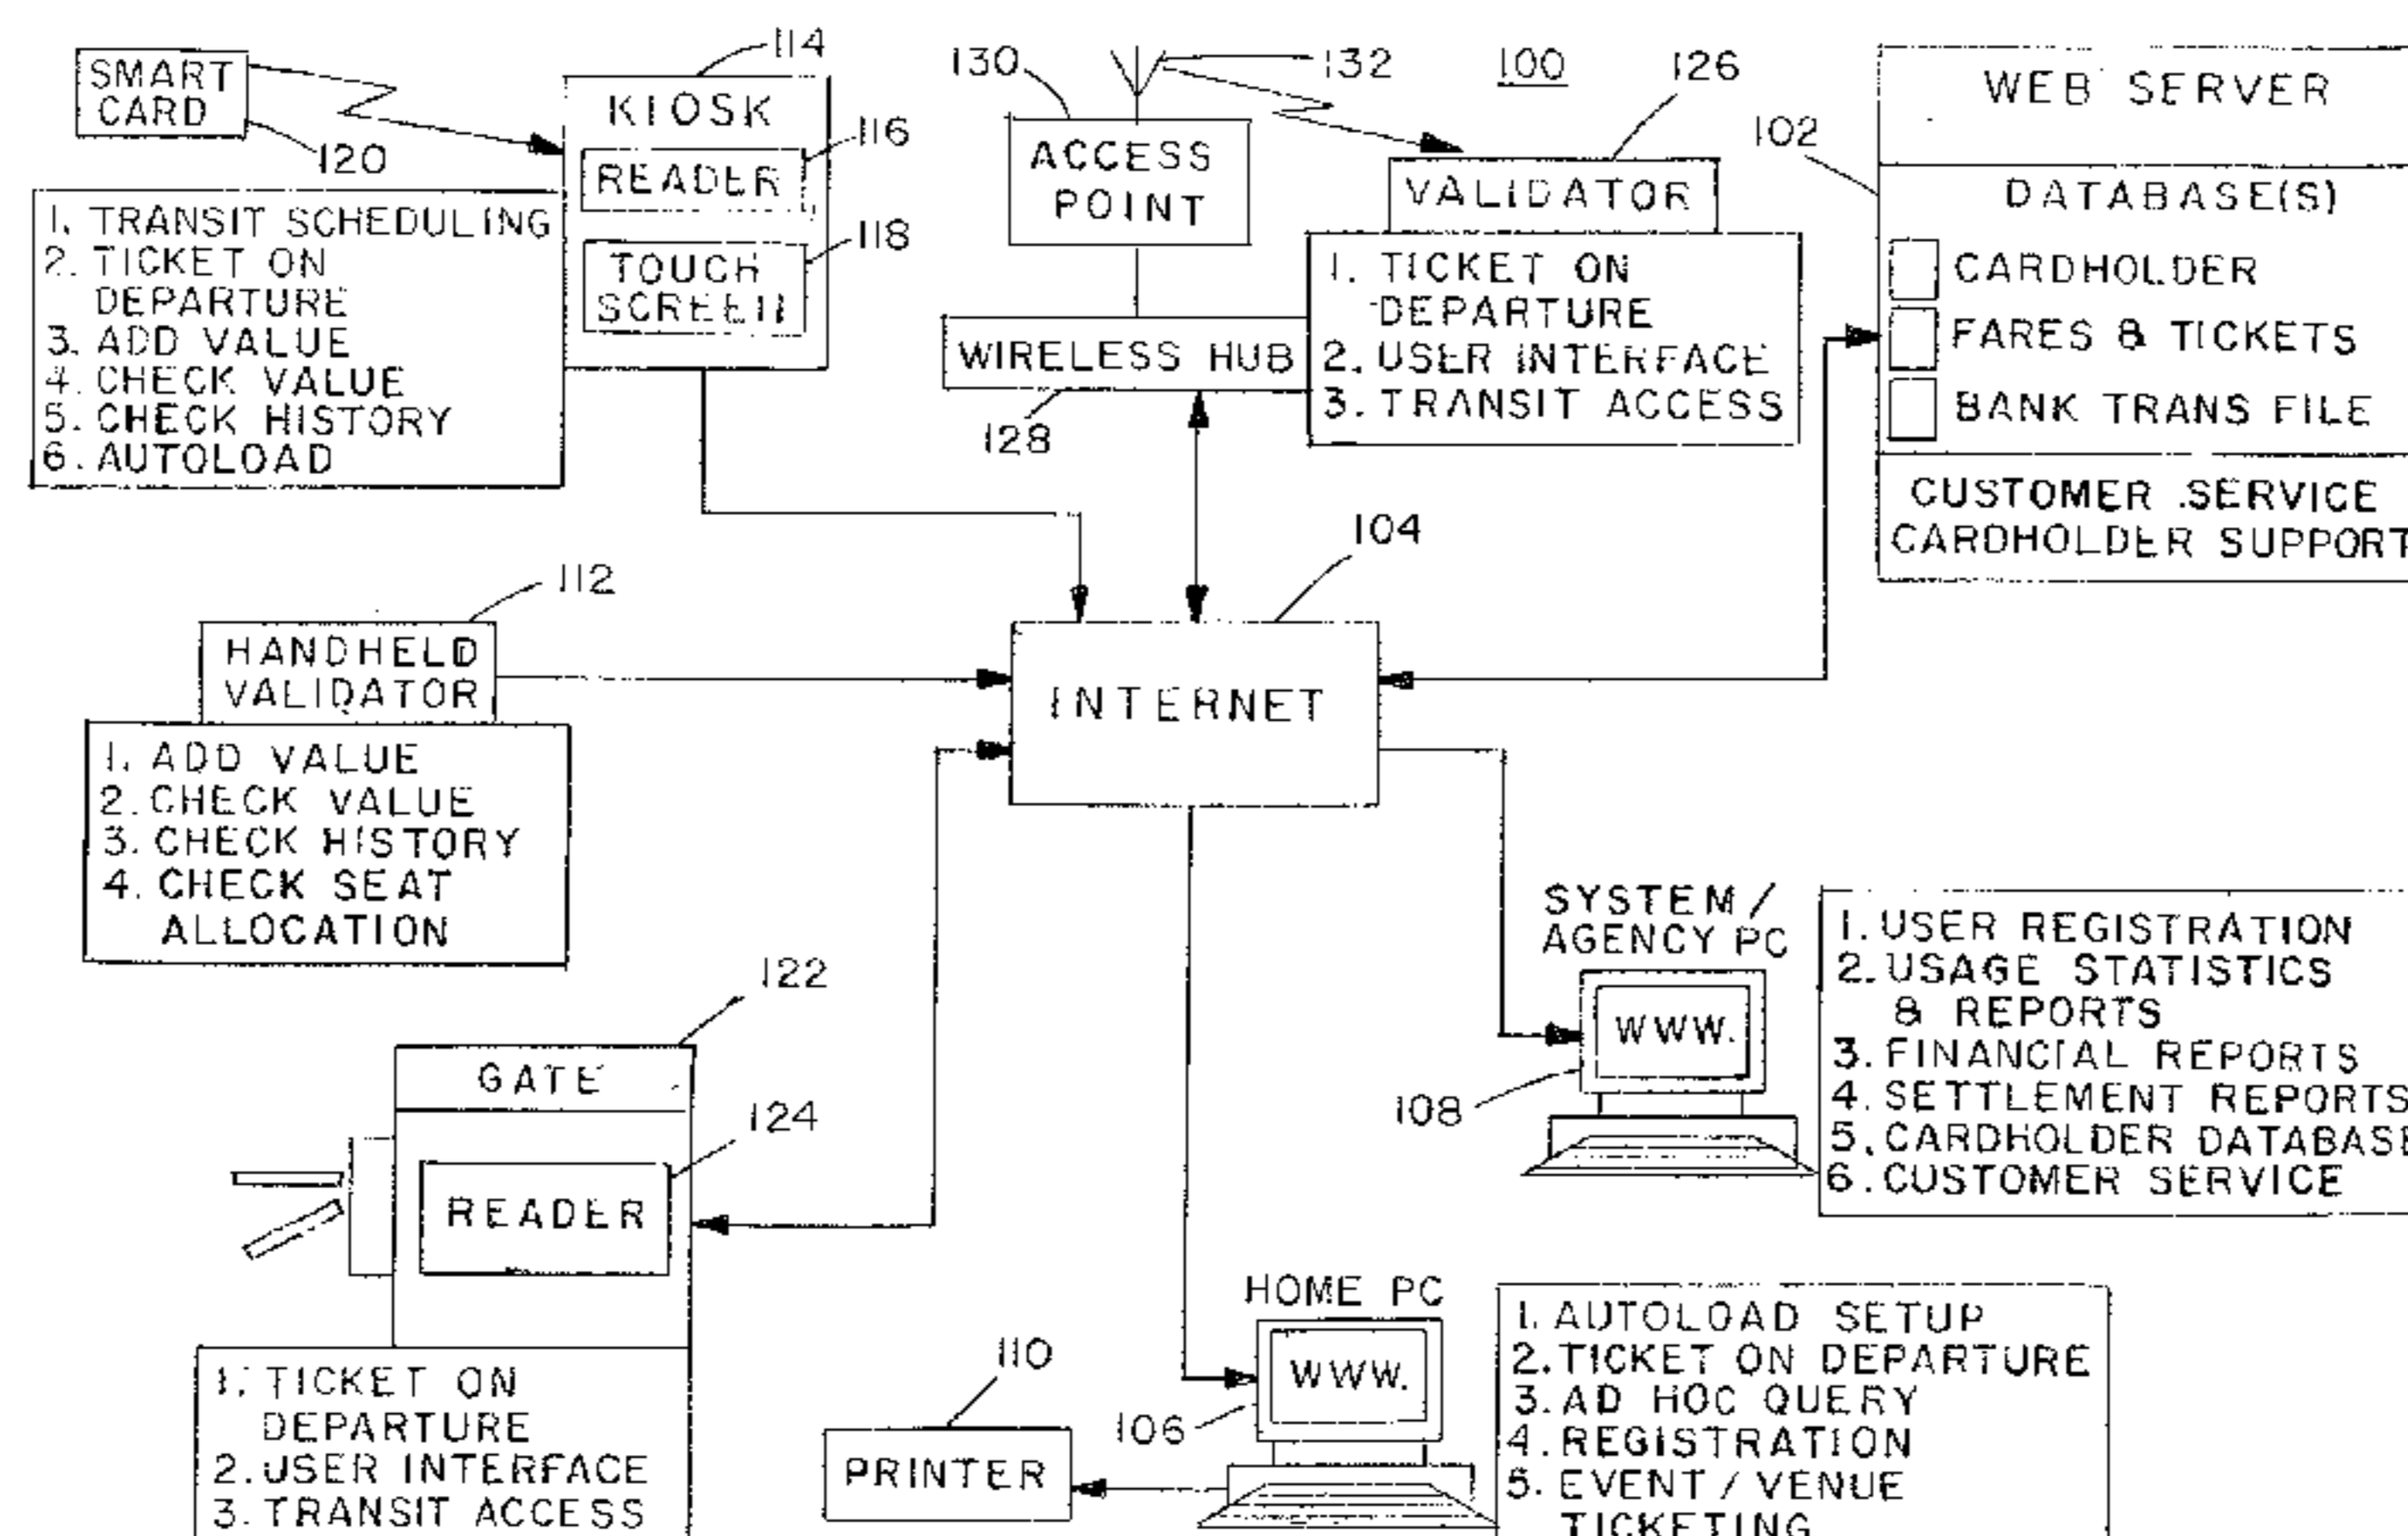 SMART
CARD
120
114
KIOSK
116
READER
118
TOUCH
SCREEN
1. TRANSIT SCHEDULING
2. TICKET ON
DEPARTURE
3. ADD VALUE
4. CHECK VALUE
5. CHECK HISTORY
6. AUTOLOAD
130
132
100
126
ACCESS
POINT
VALIDATOR
WIRELESS HUB
128
1. TICKET ON
DEPARTURE
2. USER INTERFACE
3. TRANSIT ACCESS
102
WEB SERVER
DATABASE(S)
CARDHOLDER
FARES & TICKETS
BANK TRANS FILE
CUSTOMER SERVICE
CARDHOLDER SUPPORT
104
INTERNET
112
HANDHELD
VALIDATOR
1. ADD VALUE
2. CHECK VALUE
3. CHECK HISTORY
4. CHECK SEAT
ALLOCATION
122
GATE
124
READER
1. TICKET ON
DEPARTURE
2. USER INTERFACE
3. TRANSIT ACCESS
SYSTEM /
AGENCY PC
WWW.
108
1. USER REGISTRATION
2. USAGE STATISTICS
& REPORTS
3. FINANCIAL REPORTS
4. SETTLEMENT REPORTS
5. CARDHOLDER DATABASE
6. CUSTOMER SERVICE
HOME PC
WWW.
106
110
PRINTER
1. AUTOLOAD SETUP
2. TICKET ON DEPARTURE
3. AD HOC QUERY
4. REGISTRATION
5. EVENT / VENUE
TICKETING